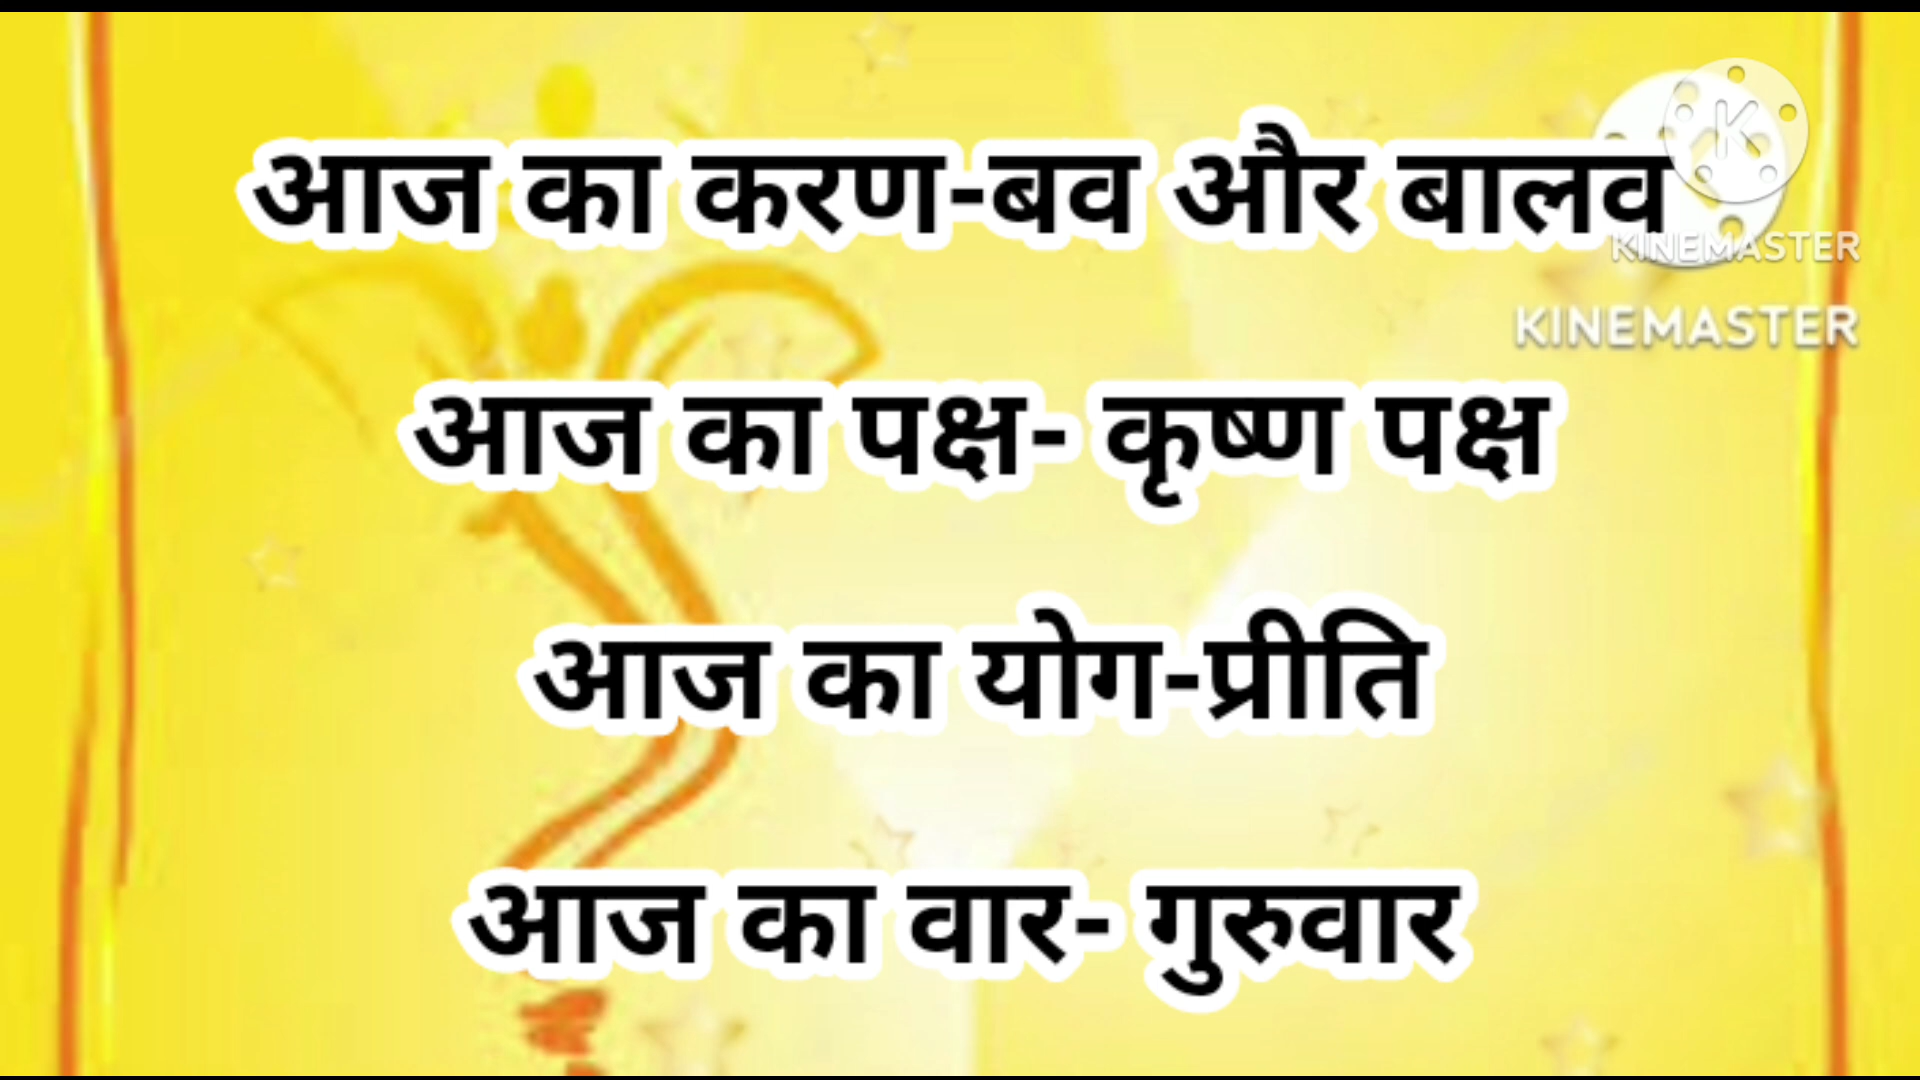 आज का करण-बव और बालव
KINEMASTER
KINEMASTER
आज का पक्ष- कृष्ण पक्ष
आज का योग-प्रीति
आज का वार- गुरुवार